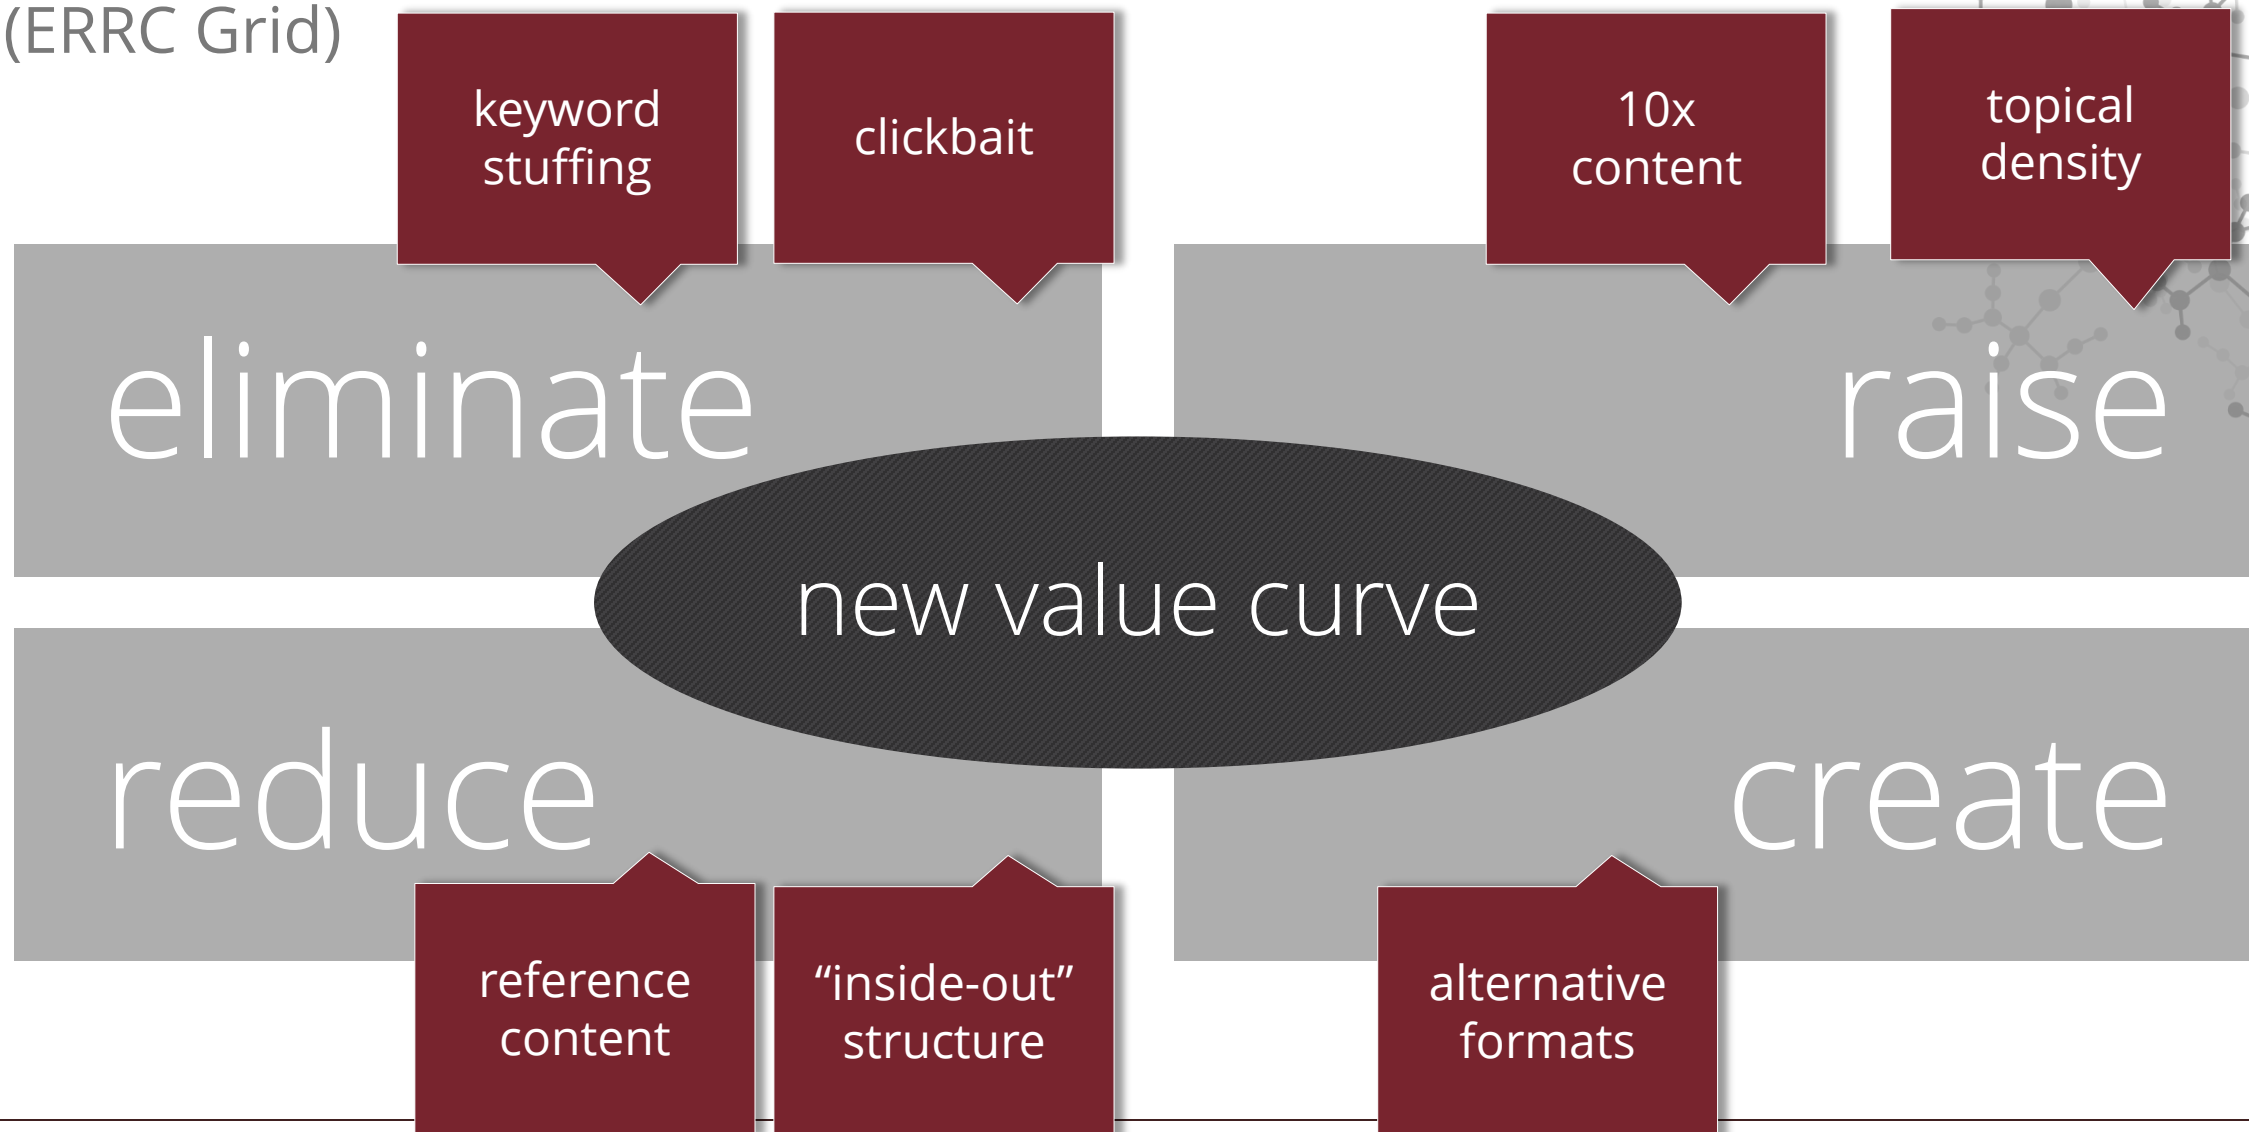 (ERRC Grid)
keyword
stuffing
clickbait
10x
content
topical
density
eliminate
raise
new value curve
reduce
create
reference
content
“inside-out”
structure
alternative
formats